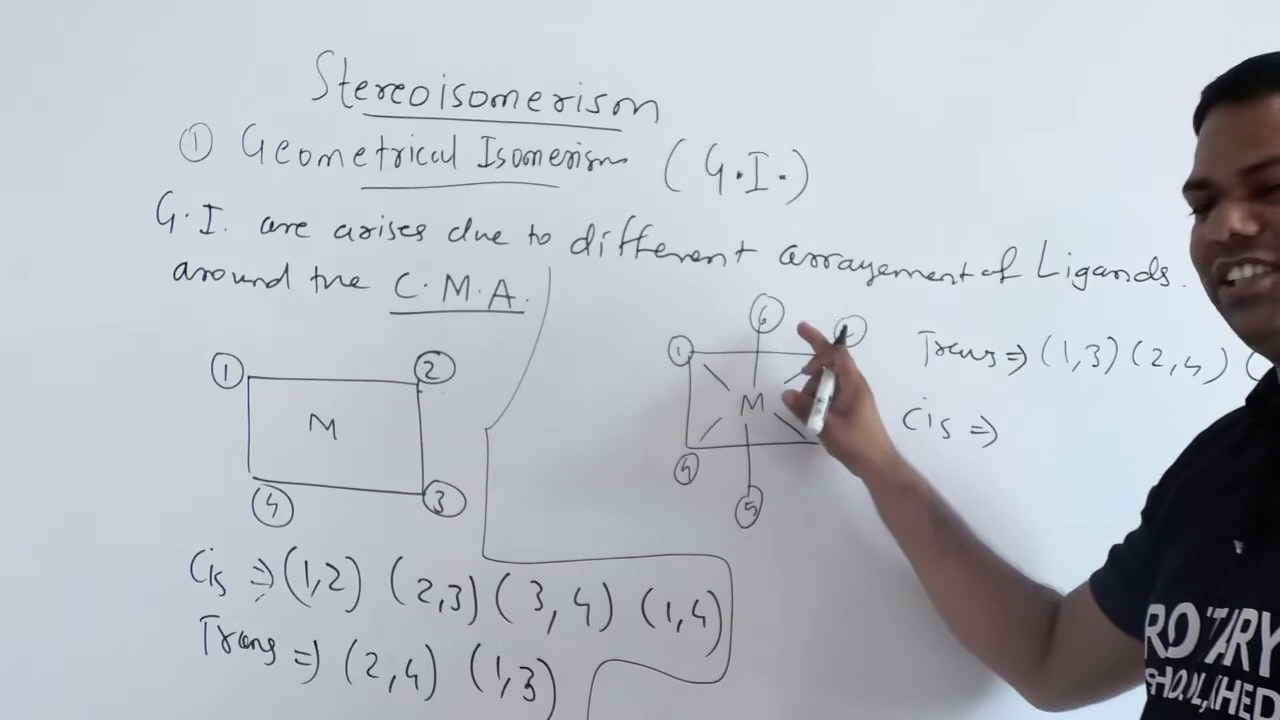 Stereoisomerism
① Geometrical Isomerism (G.I.)
G.I. are arises due to different arrayement of Ligands.
around the C.M.A.
① ②
M
④ ③
Cis ⇒ (1,2) (2,3) (3,4) (1,4)
Trans ⇒ (2,4) (1,3)
⑥
①
M
④
⑤
Trans ⇒ (1,3) (2,4) (
Cis ⇒
ROTARY